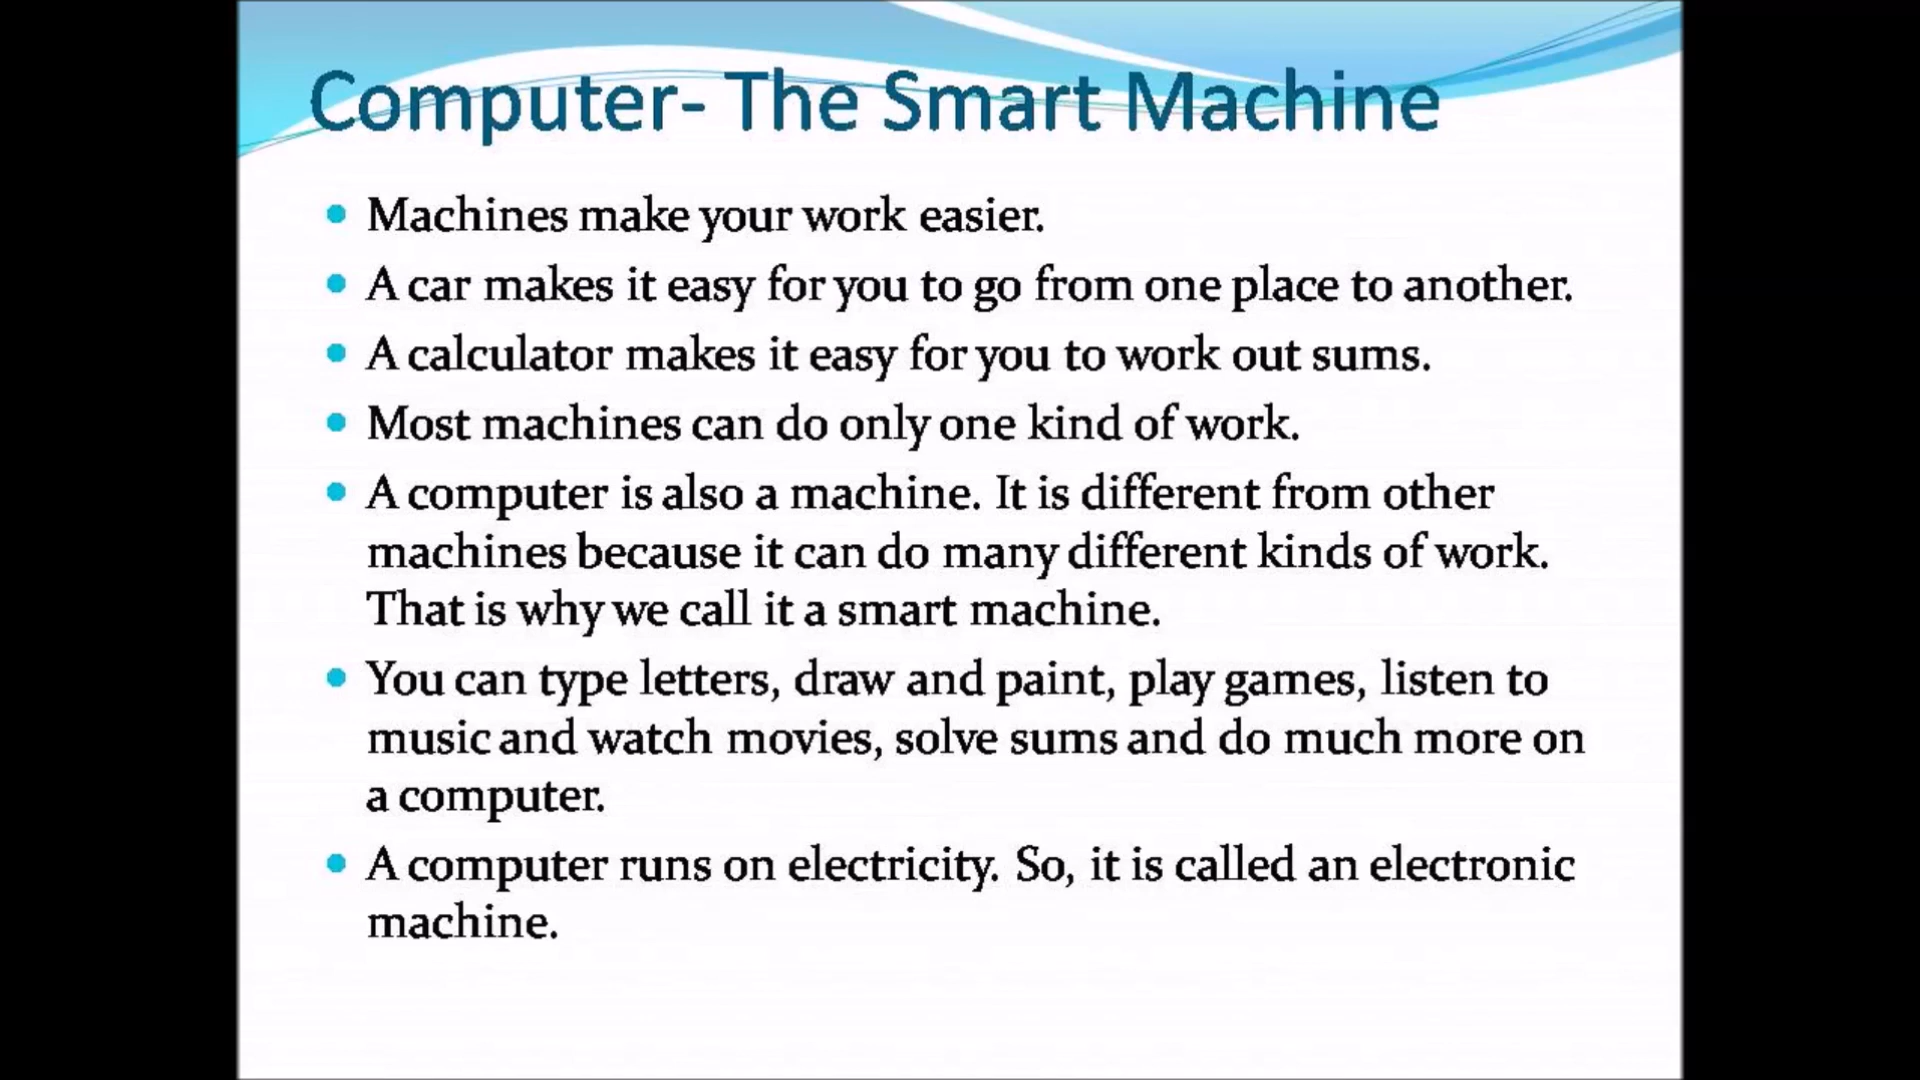 Computer- The Smart Machine
Machines make your work easier.
A car makes it easy for you to go from one place to another.
A calculator makes it easy for you to work out sums.
Most machines can do only one kind of work.
A computer is also a machine. It is different from other
machines because it can do many different kinds of work.
That is why we call it a smart machine.
You can type letters, draw and paint, play games, listen to
music and watch movies, solve sums and do much more on
a computer.
A computer runs on electricity. So, it is called an electronic
machine.